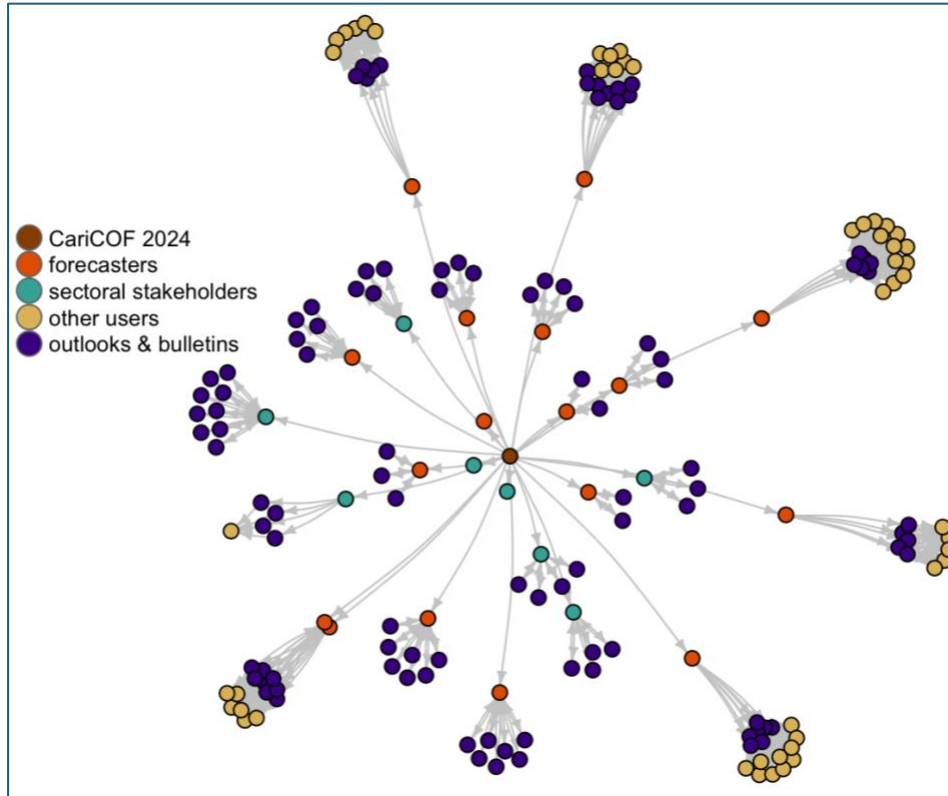 CariCOF 2024
forecasters
sectoral stakeholders
other users
outlooks & bulletins